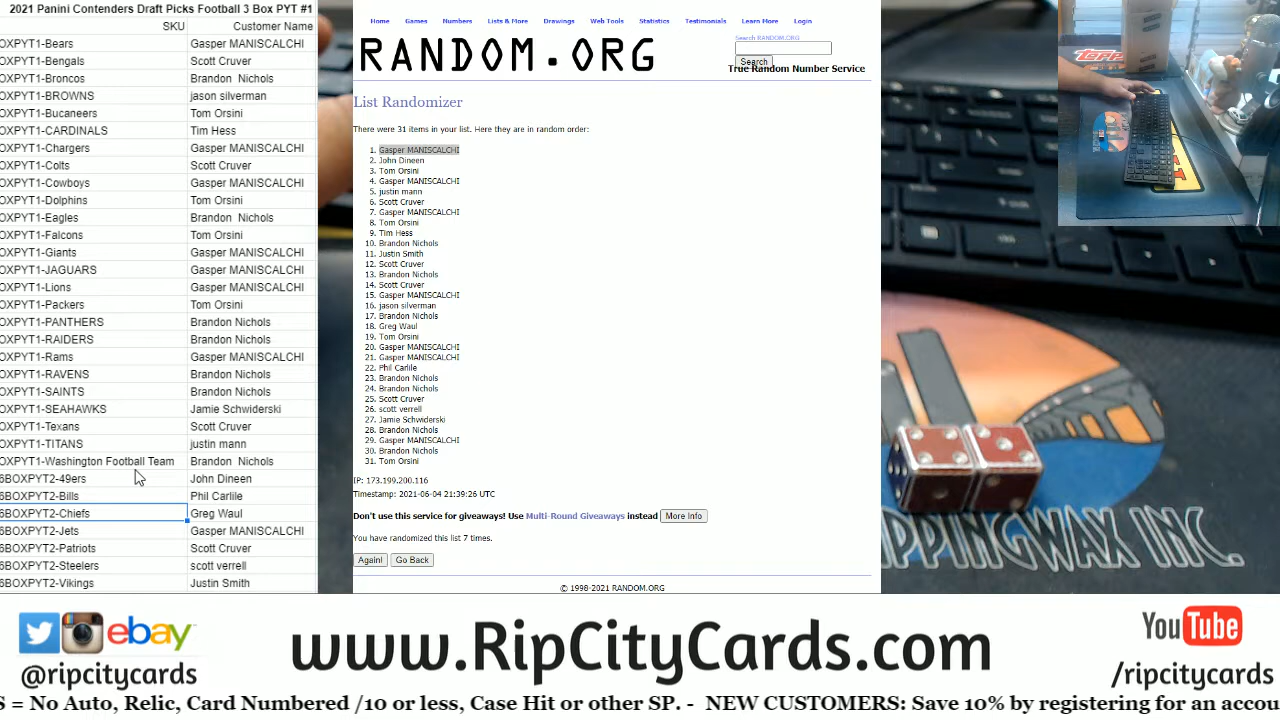 2021 Panini Contenders Draft Picks Football 3 Box PYT #1
SKU Customer Name
OXPYT1-Bears Gasper MANISCALCHI
OXPYT1-Bengals Scott Cruver
OXPYT1-Broncos Brandon Nichols
OXPYT1-BROWNS jason silverman
OXPYT1-Bucaneers Tom Orsini
OXPYT1-CARDINALS Tim Hess
OXPYT1-Chargers Gasper MANISCALCHI
OXPYT1-Colts Scott Cruver
OXPYT1-Cowboys Gasper MANISCALCHI
OXPYT1-Dolphins Tom Orsini
OXPYT1-Eagles Brandon Nichols
OXPYT1-Falcons Tom Orsini
OXPYT1-Giants Gasper MANISCALCHI
OXPYT1-JAGUARS Gasper MANISCALCHI
OXPYT1-Lions Gasper MANISCALCHI
OXPYT1-Packers Tom Orsini
OXPYT1-PANTHERS Brandon Nichols
OXPYT1-RAIDERS Brandon Nichols
OXPYT1-Rams Gasper MANISCALCHI
OXPYT1-RAVENS Brandon Nichols
OXPYT1-SAINTS Brandon Nichols
OXPYT1-SEAHAWKS Jamie Schwiderski
OXPYT1-Texans Scott Cruver
OXPYT1-TITANS justin mann
OXPYT1-Washington Football Team Brandon Nichols
6BOXPYT2-49ers John Dineen
6BOXPYT2-Bills Phil Carlile
6BOXPYT2-Chiefs Greg Waul
6BOXPYT2-Jets Gasper MANISCALCHI
6BOXPYT2-Patriots Scott Cruver
6BOXPYT2-Steelers scott verrell
6BOXPYT2-Vikings Justin Smith
Home Games Numbers Lists & More Drawings Web Tools Statistics Testimonials Learn More Login
RANDOM.ORG
Search RANDOM.ORG
Search
True Random Number Service
List Randomizer
There were 31 items in your list. Here they are in random order:
1. Gasper MANISCALCHI
2. John Dineen
3. Tom Orsini
4. Gasper MANISCALCHI
5. justin mann
6. Scott Cruver
7. Gasper MANISCALCHI
8. Tom Orsini
9. Tim Hess
10. Brandon Nichols
11. Justin Smith
12. Scott Cruver
13. Brandon Nichols
14. Scott Cruver
15. Gasper MANISCALCHI
16. jason silverman
17. Brandon Nichols
18. Greg Waul
19. Tom Orsini
20. Gasper MANISCALCHI
21. Gasper MANISCALCHI
22. Phil Carlile
23. Brandon Nichols
24. Brandon Nichols
25. Scott Cruver
26. scott verrell
27. Jamie Schwiderski
28. Brandon Nichols
29. Gasper MANISCALCHI
30. Brandon Nichols
31. Tom Orsini
IP: 173.199.200.116
Timestamp: 2021-06-04 21:39:26 UTC
Don't use this service for giveaways! Use Multi-Round Giveaways instead More Info
You have randomized this list 7 times.
Again! Go Back
© 1998-2021 RANDOM.ORG
topps
PPINGWAX INC.
ebay
@ripcitycards
www.RipCityCards.com
YouTube
/ripcitycards
S = No Auto, Relic, Card Numbered /10 or less, Case Hit or other SP. - NEW CUSTOMERS: Save 10% by registering for an accou